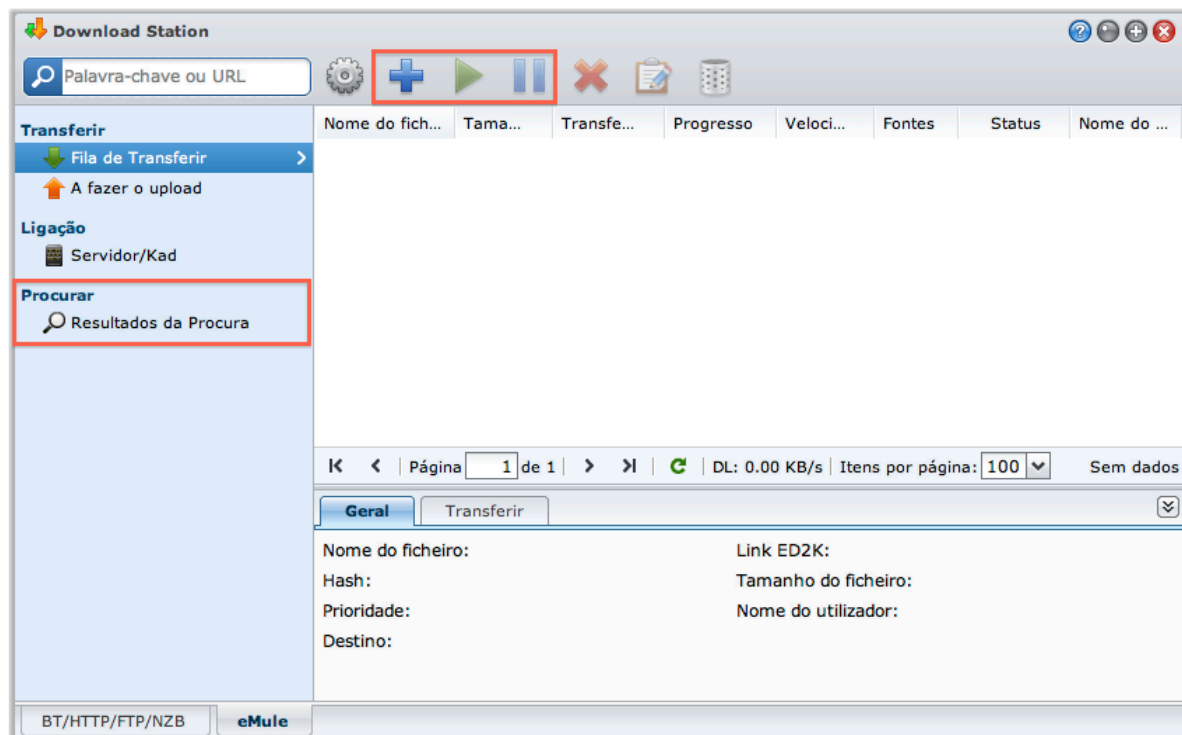 Download Station
Palavra-chave ou URL
Transferir
Fila de Transferir
A fazer o upload
Ligação
Servidor/Kad
Procurar
Resultados da Procura
Nome do fich... Tama... Transfe... Progresso Veloci... Fontes Status Nome do ...
Página 1 de 1 DL: 0.00 KB/s Itens por página: 100 Sem dados
Geral Transferir
Nome do ficheiro: Link ED2K:
Hash: Tamanho do ficheiro:
Prioridade: Nome do utilizador:
Destino:
BT/HTTP/FTP/NZB eMule